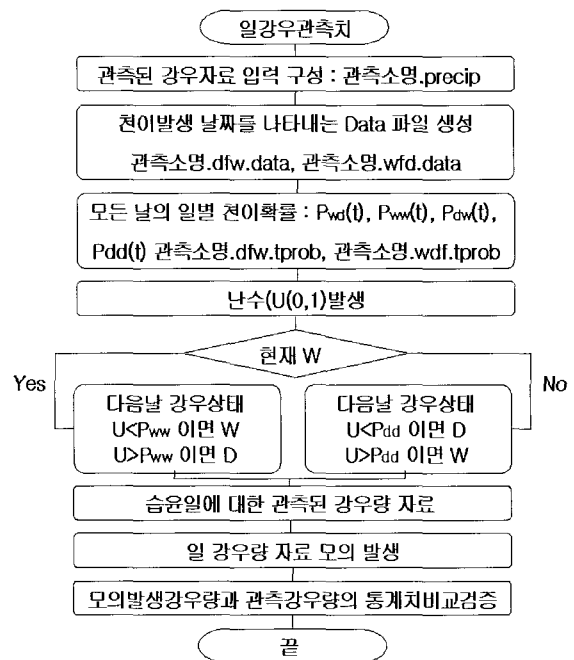 일강우관측치
관측된 강우자료 입력 구성 : 관측소명.precip
천이발생 날짜를 나타내는 Data 파일 생성
관측소명.dfw.data, 관측소명.wfd.data
모든 날의 일별 천이확률 : Pwd(t), Pww(t), Pdw(t),
Pdd(t) 관측소명.dfw.tprob, 관측소명.wdf.tprob
난수(U(0,1)발생
현재 W
Yes
No
다음날 강우상태
U<Pww 이면 W
U>Pww 이면 D
다음날 강우상태
U<Pdd 이면 D
U>Pdd 이면 W
습윤일에 대한 관측된 강우량 자료
일 강우량 자료 모의 발생
모의발생강우량과 관측강우량의 통계치비교검증
끝